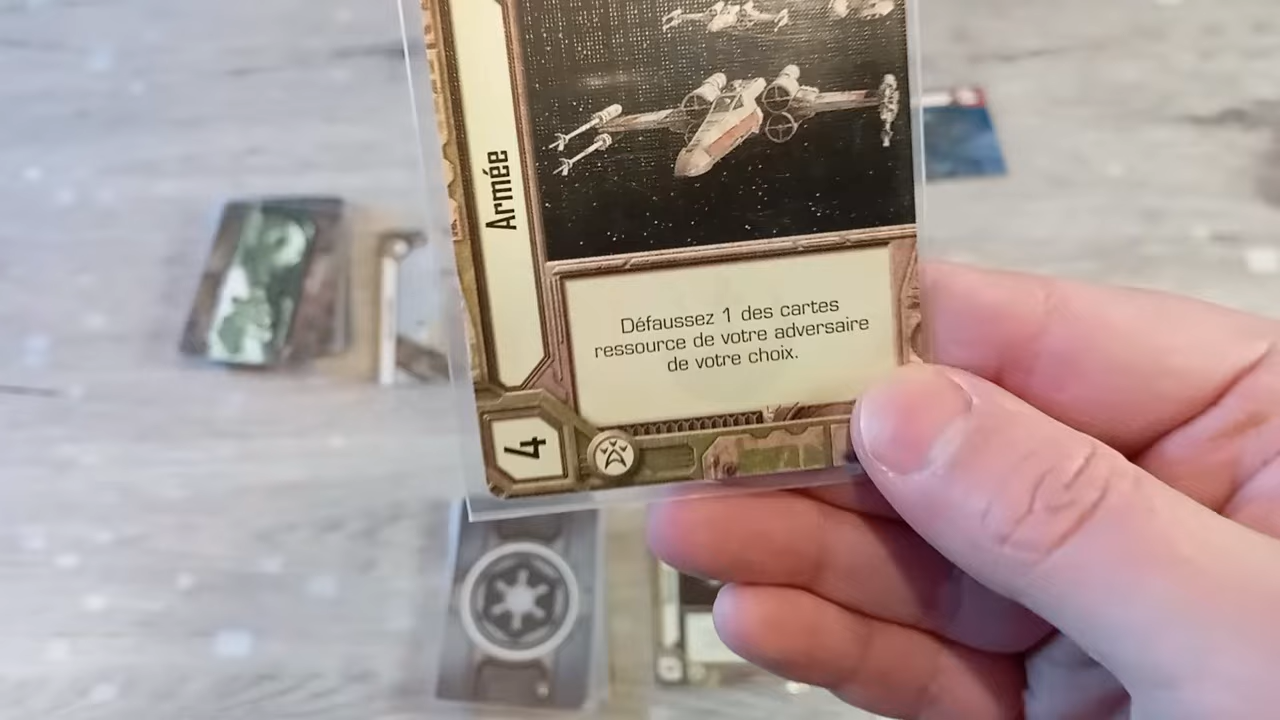 Armée
Défaussez 1 des cartes
ressource de votre adversaire
de votre choix.
4